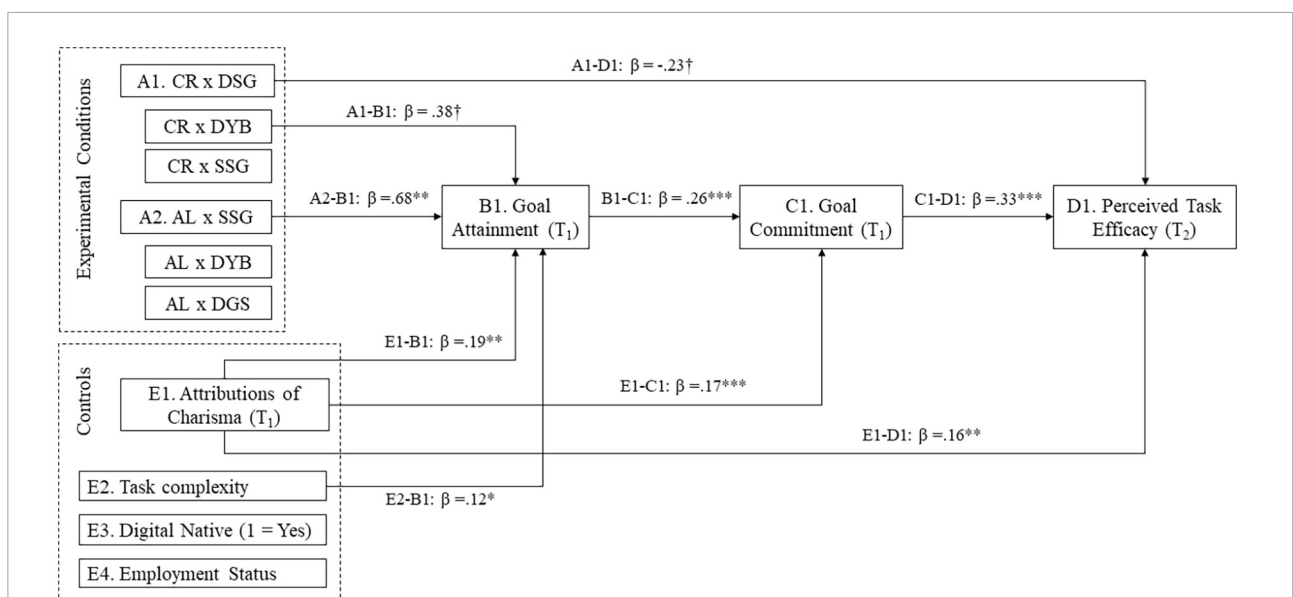 Experimental Conditions
A1. CR x DSG
CR x DYB
CR x SSG
A2. AL x SSG
AL x DYB
AL x DGS
A1-D1: β = -.23†
A1-B1: β = .38†
A2-B1: β =.68**
B1. Goal
Attainment (T₁)
B1-C1: β = .26***
C1. Goal
Commitment (T₁)
C1-D1: β =.33***
D1. Perceived Task
Efficacy (T₂)
Controls
E1. Attributions of
Charisma (T₁)
E1-B1: β =.19**
E1-C1: β =.17***
E1-D1: β =.16**
E2. Task complexity
E2-B1: β =.12*
E3. Digital Native (1 = Yes)
E4. Employment Status